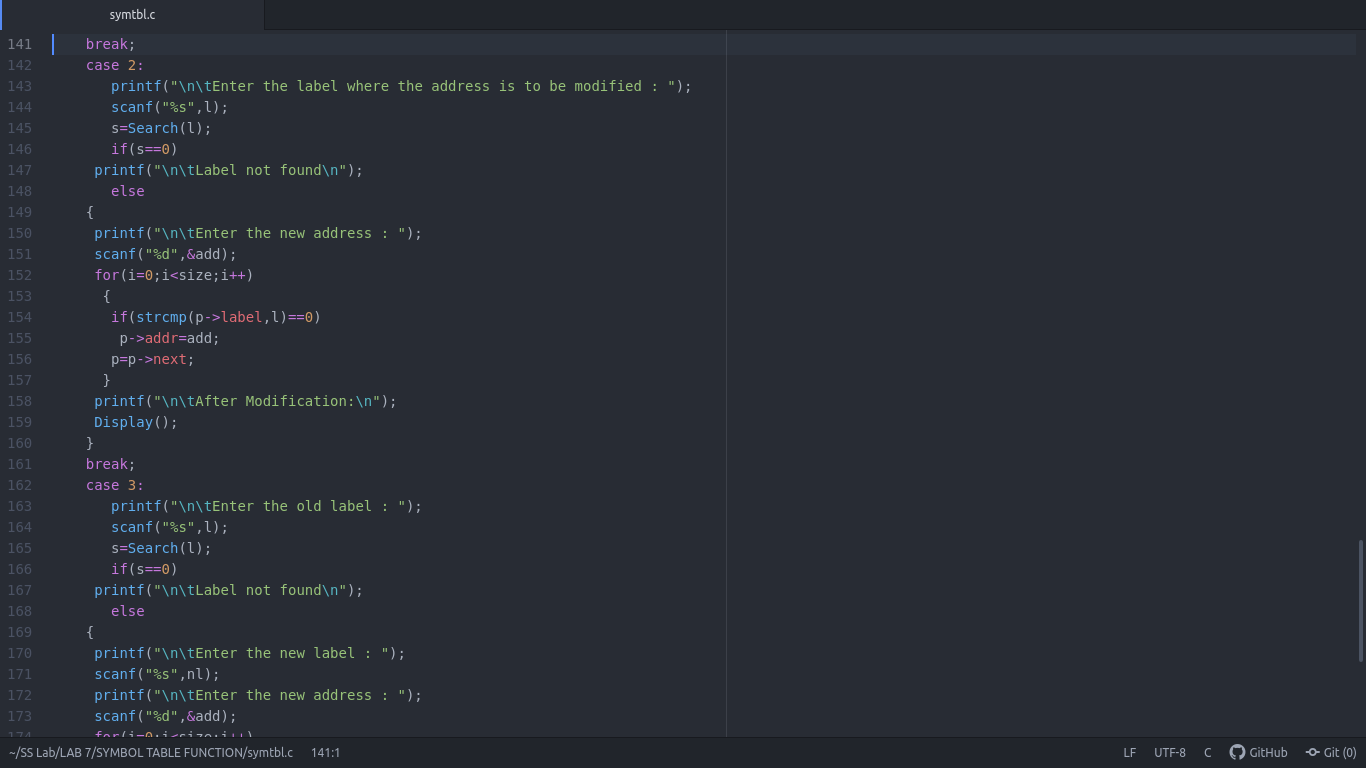 symtbl.c
141 break;
142 case 2:
143 printf("\n\tEnter the label where the address is to be modified : ");
144 scanf("%s",l);
145 s=Search(l);
146 if(s==0)
147 printf("\n\tLabel not found\n");
148 else
149 {
150 printf("\n\tEnter the new address : ");
151 scanf("%d",&add);
152 for(i=0;i<size;i++)
153 {
154 if(strcmp(p->label,l)==0)
155 p->addr=add;
156 p=p->next;
157 }
158 printf("\n\tAfter Modification:\n");
159 Display();
160 }
161 break;
162 case 3:
163 printf("\n\tEnter the old label : ");
164 scanf("%s",l);
165 s=Search(l);
166 if(s==0)
167 printf("\n\tLabel not found\n");
168 else
169 {
170 printf("\n\tEnter the new label : ");
171 scanf("%s",nl);
172 printf("\n\tEnter the new address : ");
173 scanf("%d",&add);
174 for(i=0;i<size;i++)
~/SS Lab/LAB 7/SYMBOL TABLE FUNCTION/symtbl.c 141:1 LF UTF-8 C GitHub Git (0)